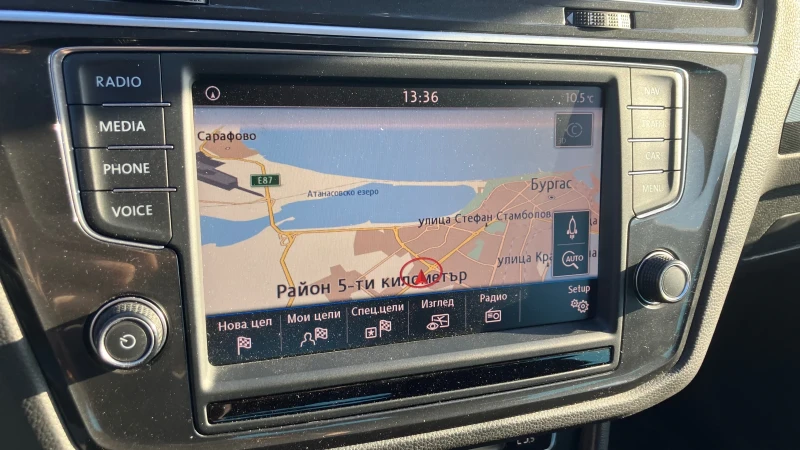 RADIO
MEDIA
PHONE
VOICE
NAV
TRAFFIC
CAR
MENU
13:36
10.5°C
Сарафово
E87
Атанасовско езеро
Бургас
улица Стефан Стамболов
улица Кра
Район 5-ти километър
AUTO
Нова цел
Мои цели
Спец.цели
Изглед
Радио
Setup